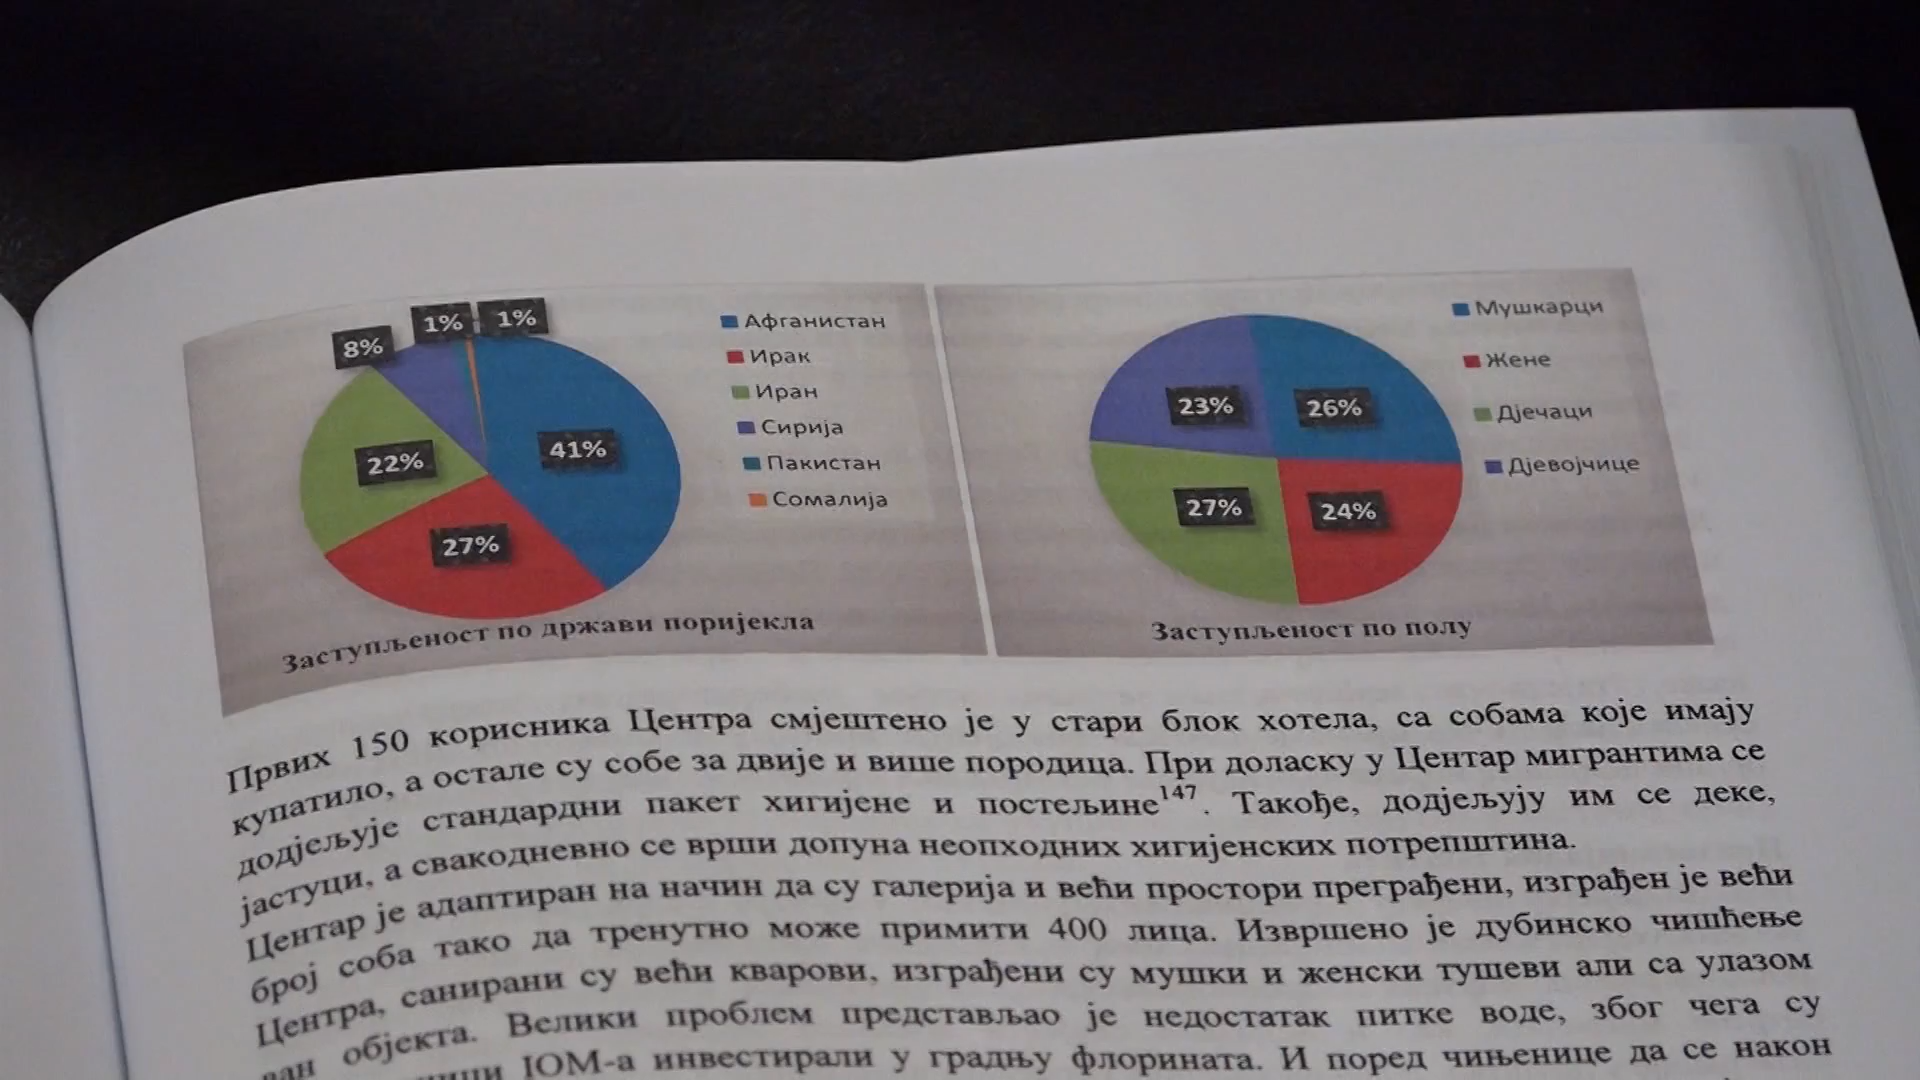 8%
1%
1%
22%
41%
27%
Афганистан
Ирак
Иран
Сирија
Пакистан
Сомалија
Заступљеност по држави поријекла
23%
26%
27%
24%
Мушкарци
Жене
Дјечаци
Дјевојчице
Заступљеност по полу
Првих 150 корисника Центра смјештено је у стари блок хотела, са собама које имају
купатило, а остале су собе за двије и више породица. При доласку у Центар мигрантима се
додјељује стандардни пакет хигијене и постељине147. Такође, додјељују им се деке,
јастуци, а свакодневно се врши допуна неопходних хигијенских потрепштина.
Центар је адаптиран на начин да су галерија и већи простори преграђени, изграђен је већи
број соба тако да тренутно може примити 400 лица. Извршено је дубинско чишћење
Центра, санирани су већи кварови, изграђени су мушки и женски тушеви али са улазом
ван објекта. Велики проблем представљао је недостатак питке воде, због чега су
IOM-а инвестирали у градњу флорината. И поред чињенице да се након